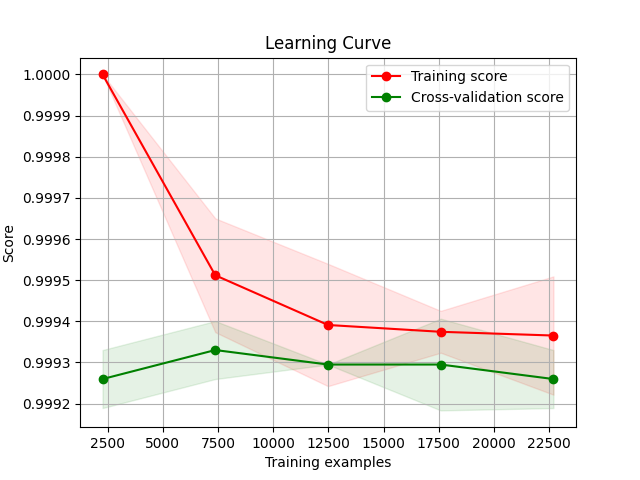 Learning Curve
Training score
Cross-validation score
Score
1.0000
0.9999
0.9998
0.9997
0.9996
0.9995
0.9994
0.9993
0.9992
2500 5000 7500 10000 12500 15000 17500 20000 22500
Training examples